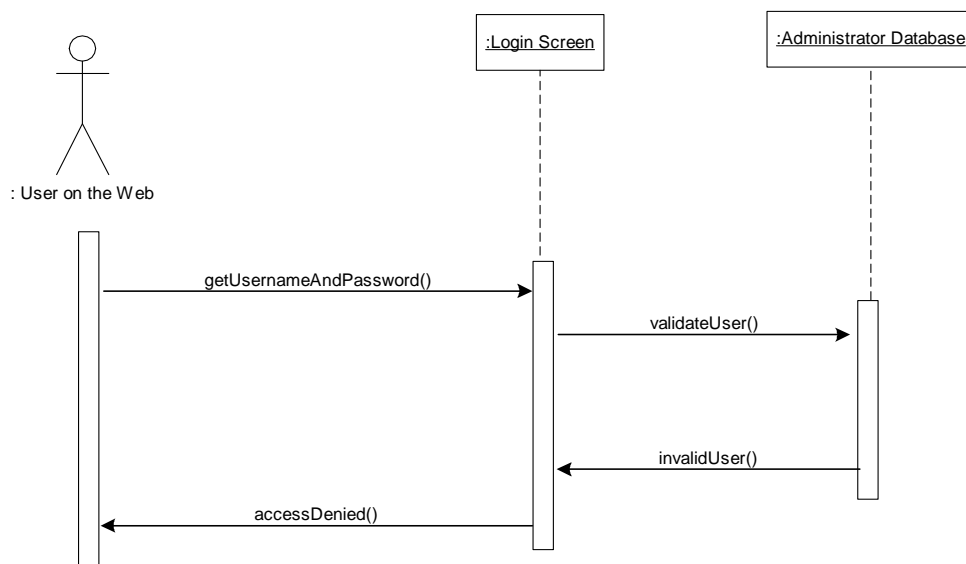 :Login Screen
:Administrator Database
: User on the Web
getUsernameAndPassword()
validateUser()
invalidUser()
accessDenied()